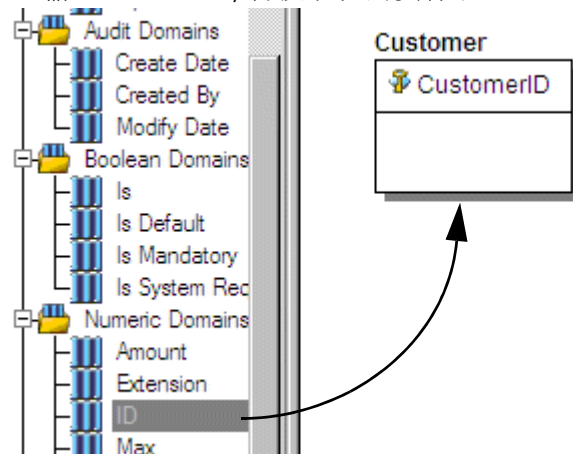 Audit Domains
Create Date
Created By
Modify Date
Boolean Domains
Is
Is Default
Is Mandatory
Is System Rec
Numeric Domains
Amount
Extension
ID
Max
Customer
CustomerID